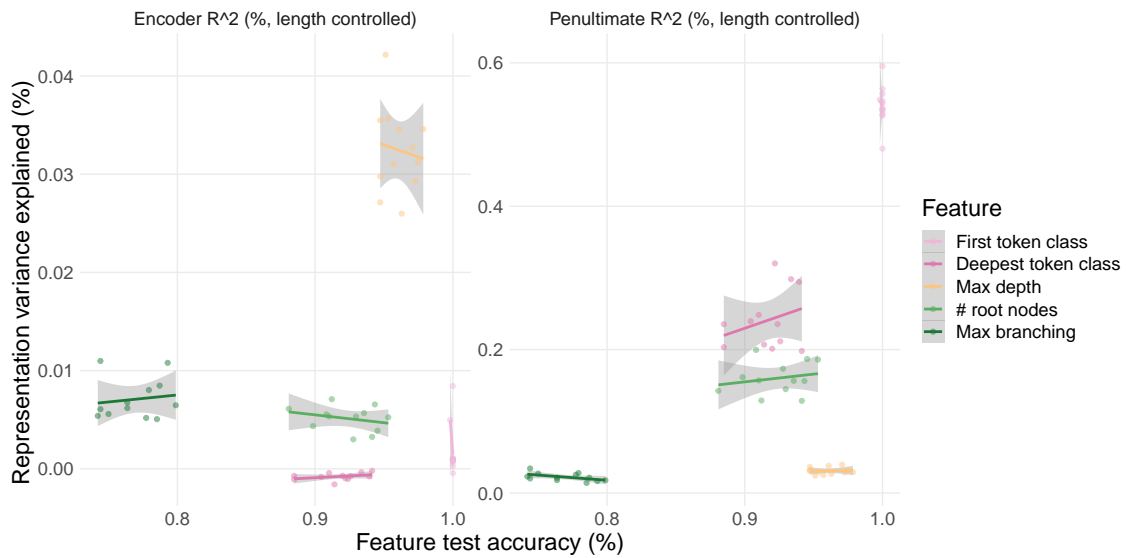 Encoder R^2 (%, length controlled)
Penultimate R^2 (%, length controlled)
Representation variance explained (%)
0.04
0.03
0.02
0.01
0.00
0.6
0.4
0.2
0.0
0.8
0.9
1.0
0.8
0.9
1.0
Feature test accuracy (%)
Feature
First token class
Deepest token class
Max depth
# root nodes
Max branching